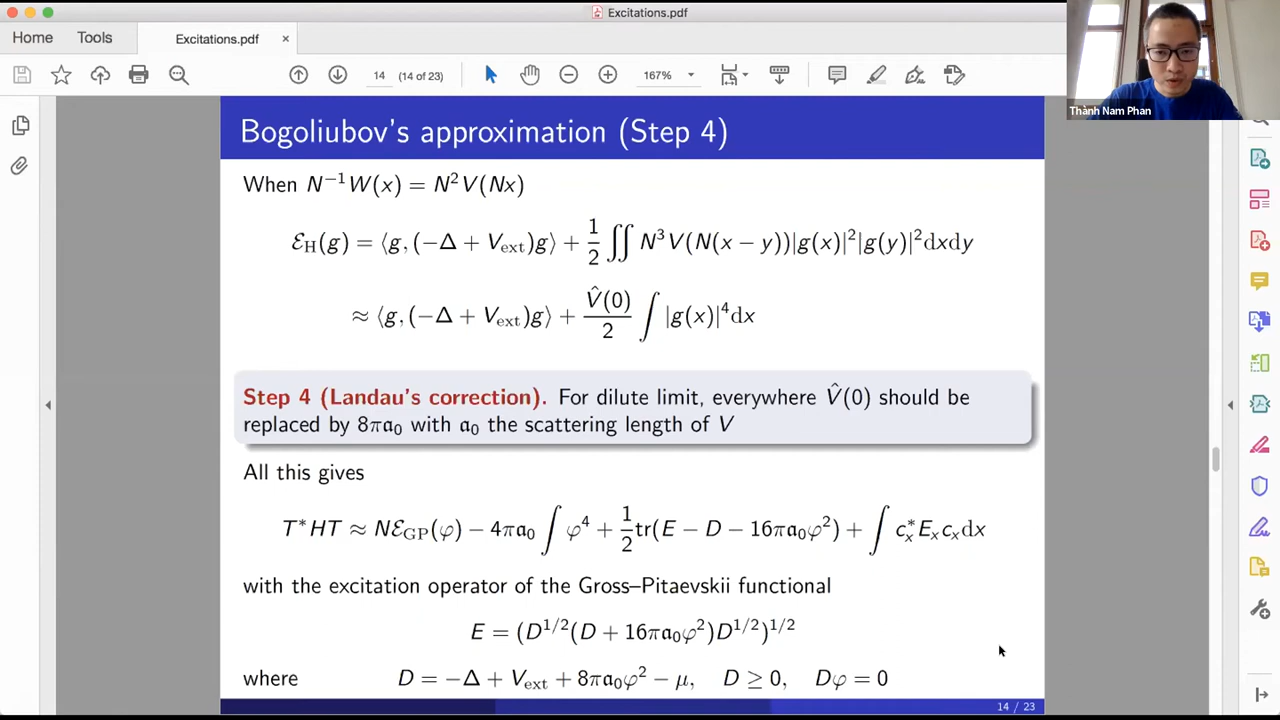 Excitations.pdf
Home Tools Excitations.pdf ×
14 (14 of 23) 167%
Thành Nam Phan
Bogoliubov's approximation (Step 4)
When N⁻¹W(x) = N²V(Nx)
ℰ_H(g) = ⟨g, (−Δ + V_ext)g⟩ + 1/2 ∬ N³V(N(x − y))|g(x)|²|g(y)|²dxdy
≈ ⟨g, (−Δ + V_ext)g⟩ + V̂(0)/2 ∫ |g(x)|⁴dx
Step 4 (Landau's correction). For dilute limit, everywhere V̂(0) should be
replaced by 8π𝔞₀ with 𝔞₀ the scattering length of V
All this gives
T*HT ≈ Nℰ_GP(φ) − 4π𝔞₀ ∫ φ⁴ + 1/2 tr(E − D − 16π𝔞₀φ²) + ∫ c*ₓEₓcₓdx
with the excitation operator of the Gross–Pitaevskii functional
E = (D^1/2(D + 16π𝔞₀φ²)D^1/2)^1/2
where D = −Δ + V_ext + 8π𝔞₀φ² − μ, D ≥ 0, Dφ = 0
14 / 23